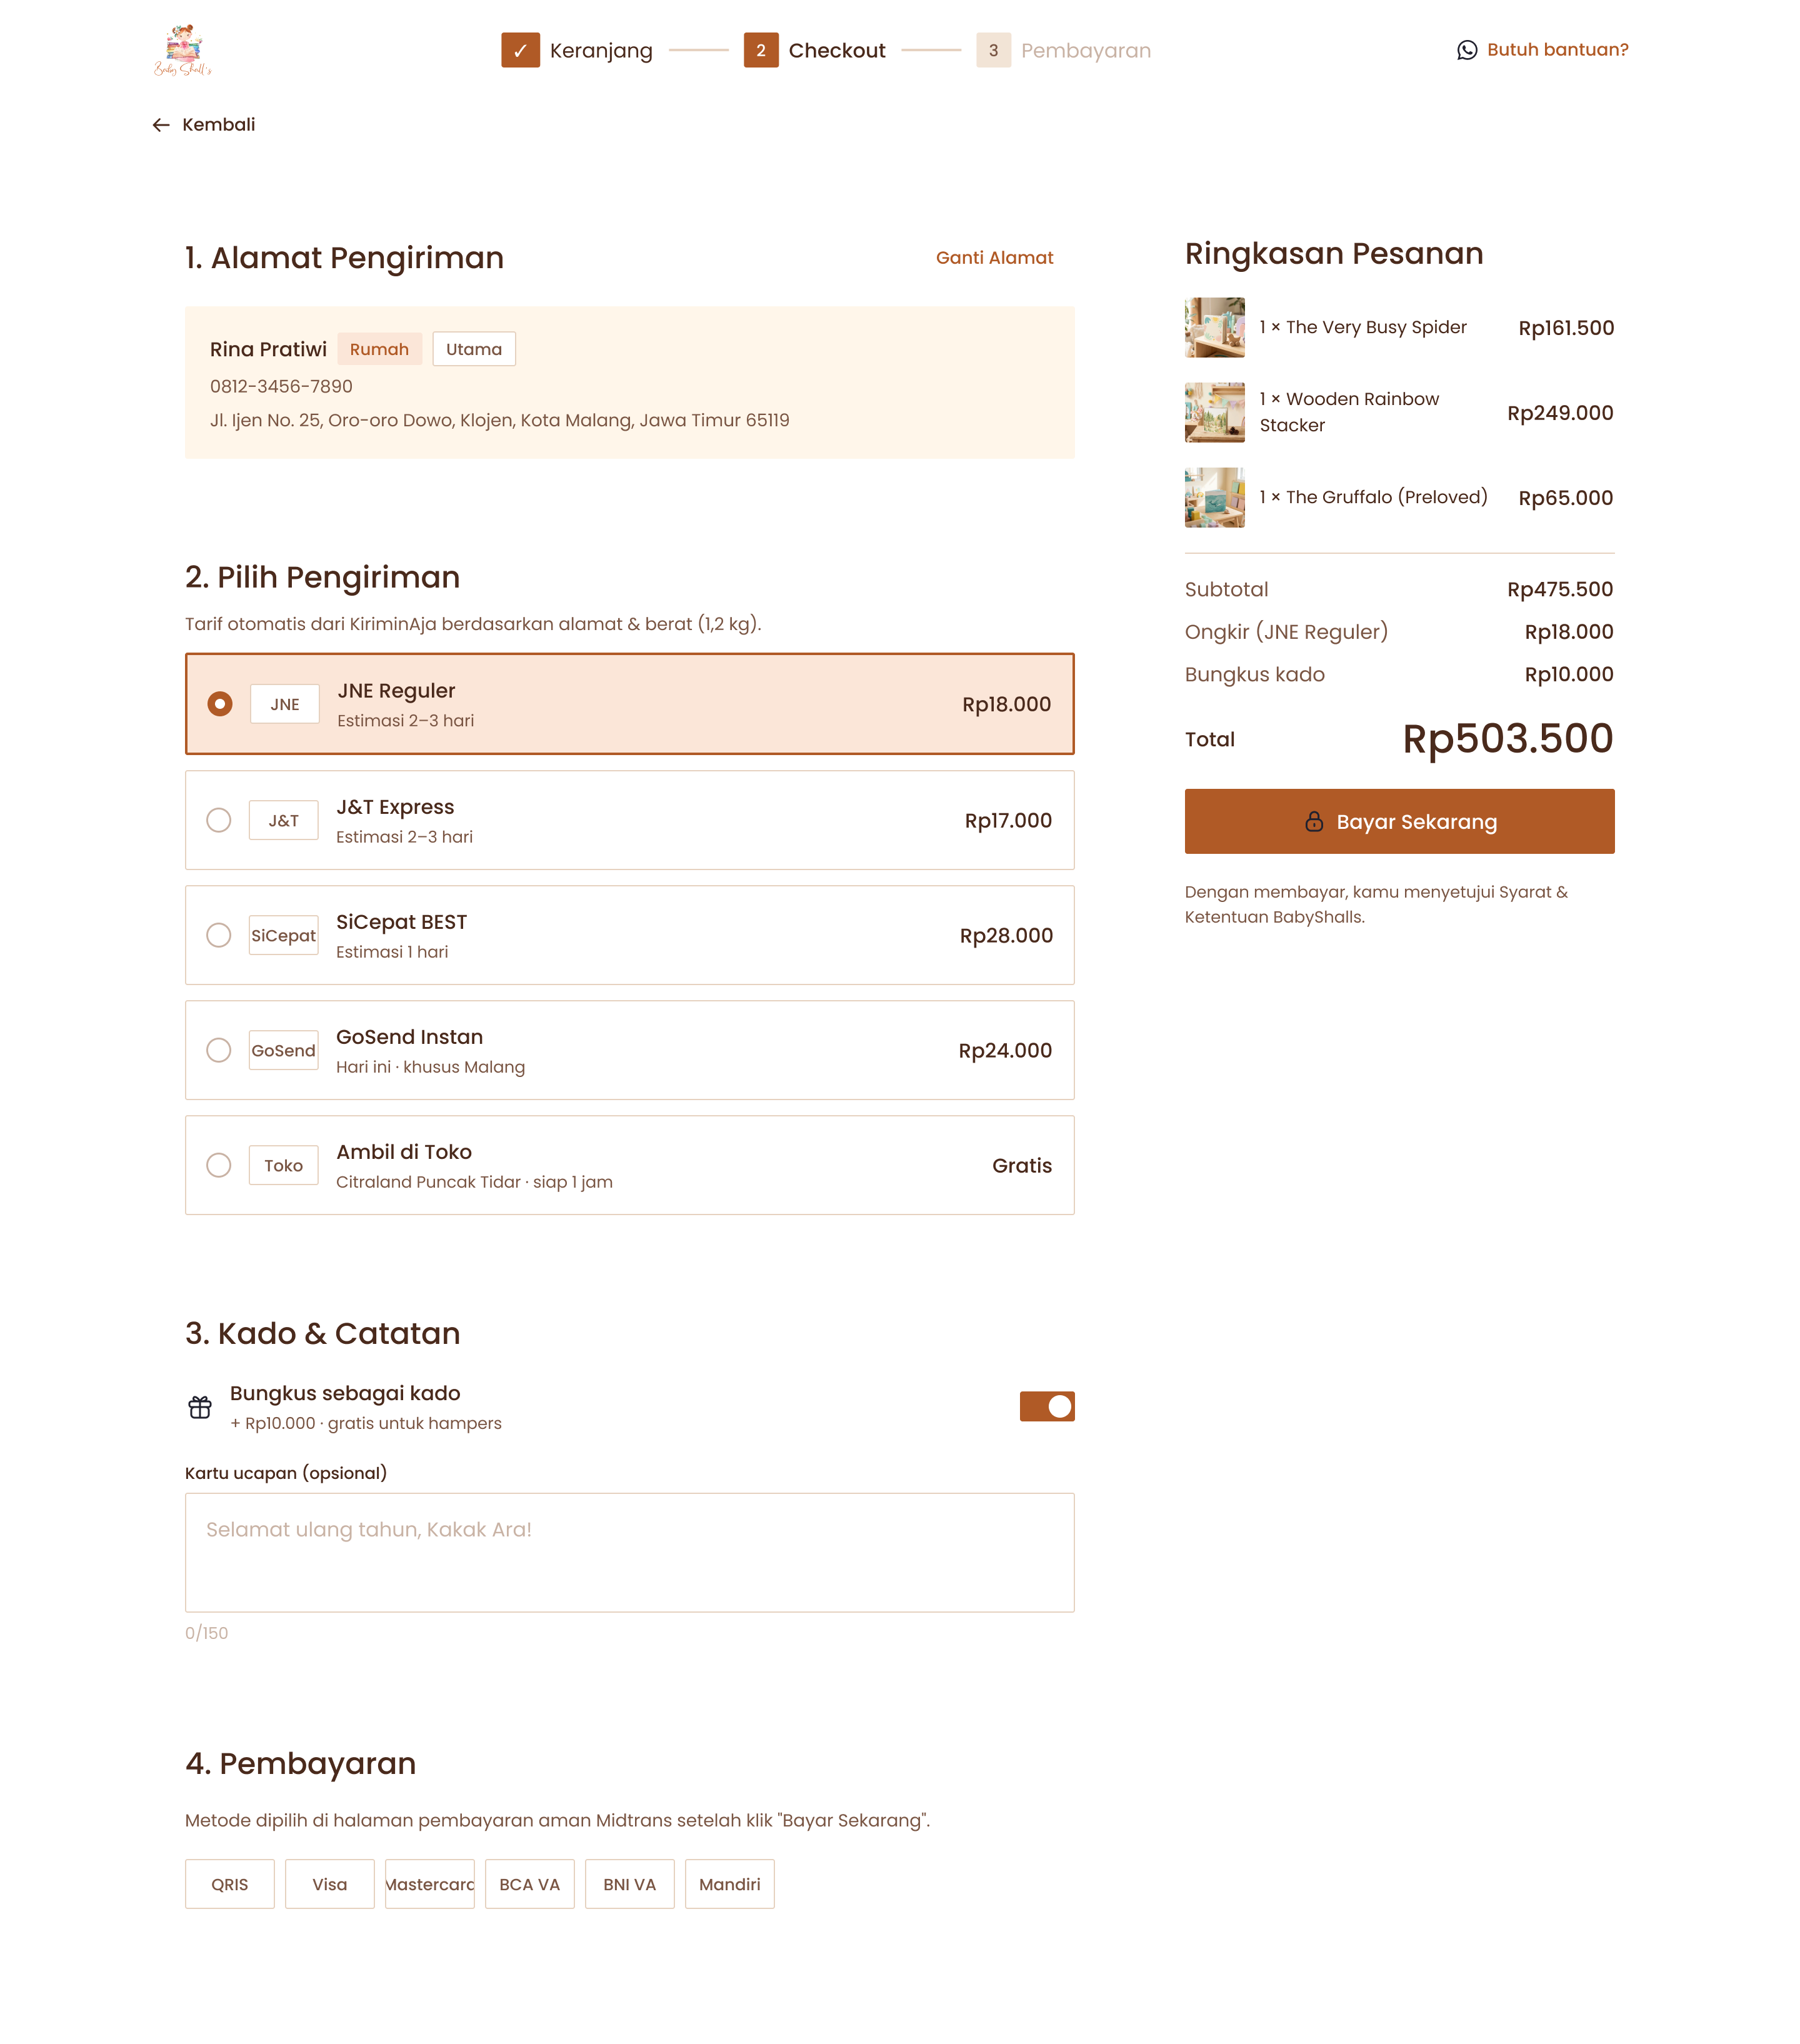 Baby Shall's
✓ Keranjang
2 Checkout
3 Pembayaran
Butuh bantuan?
← Kembali
1. Alamat Pengiriman
Ganti Alamat
Rina Pratiwi Rumah Utama
0812-3456-7890
Jl. Ijen No. 25, Oro-oro Dowo, Klojen, Kota Malang, Jawa Timur 65119
2. Pilih Pengiriman
Tarif otomatis dari KiriminAja berdasarkan alamat & berat (1,2 kg).
JNE
JNE Reguler
Estimasi 2–3 hari
Rp18.000
J&T
J&T Express
Estimasi 2–3 hari
Rp17.000
SiCepat
SiCepat BEST
Estimasi 1 hari
Rp28.000
GoSend
GoSend Instan
Hari ini · khusus Malang
Rp24.000
Toko
Ambil di Toko
Citraland Puncak Tidar · siap 1 jam
Gratis
3. Kado & Catatan
Bungkus sebagai kado
+ Rp10.000 · gratis untuk hampers
Kartu ucapan (opsional)
Selamat ulang tahun, Kakak Ara!
0/150
4. Pembayaran
Metode dipilih di halaman pembayaran aman Midtrans setelah klik "Bayar Sekarang".
QRIS
Visa
Mastercard
BCA VA
BNI VA
Mandiri
Ringkasan Pesanan
1 × The Very Busy Spider
Rp161.500
1 × Wooden Rainbow
Stacker
Rp249.000
1 × The Gruffalo (Preloved)
Rp65.000
Subtotal Rp475.500
Ongkir (JNE Reguler) Rp18.000
Bungkus kado Rp10.000
Total Rp503.500
Bayar Sekarang
Dengan membayar, kamu menyetujui Syarat &
Ketentuan BabyShalls.